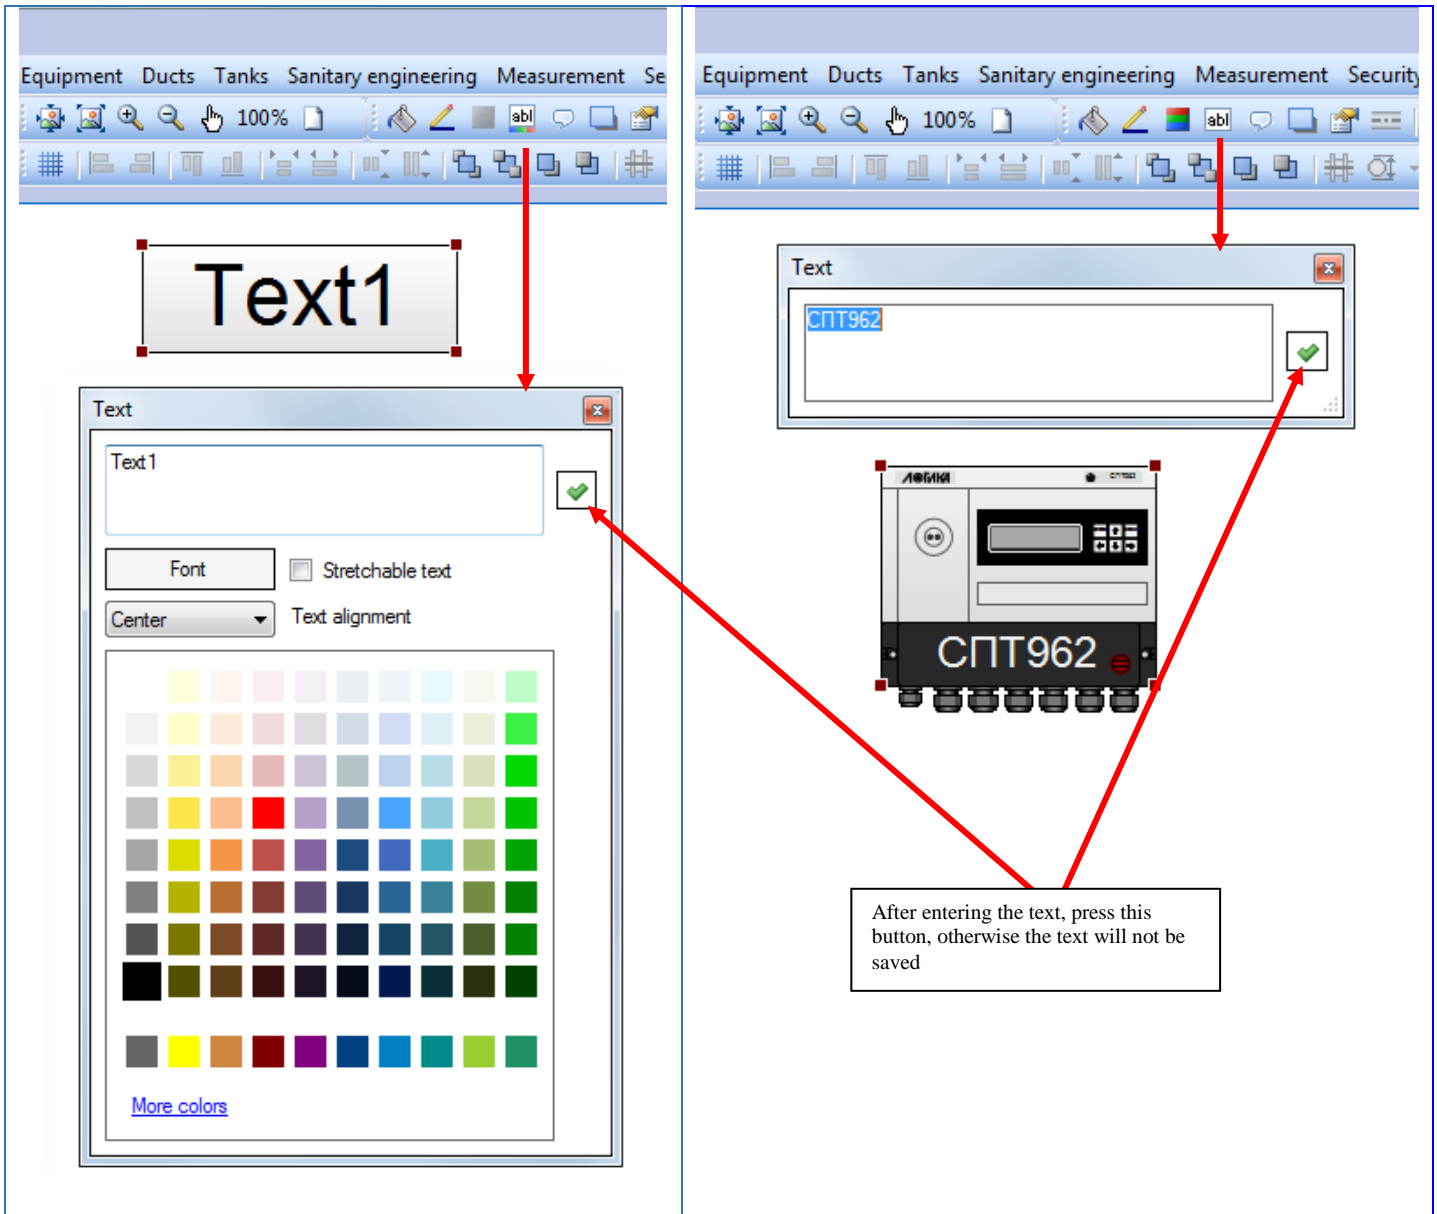 Equipment Ducts Tanks Sanitary engineering Measurement Se
100%
abl
Text1
Text
Text1
Font
Stretchable text
Center
Text alignment
More colors
Equipment Ducts Tanks Sanitary engineering Measurement Security
100%
abl
Text
СПТ962
ЛОГИКА
СПТ962
After entering the text, press this
button, otherwise the text will not be
saved